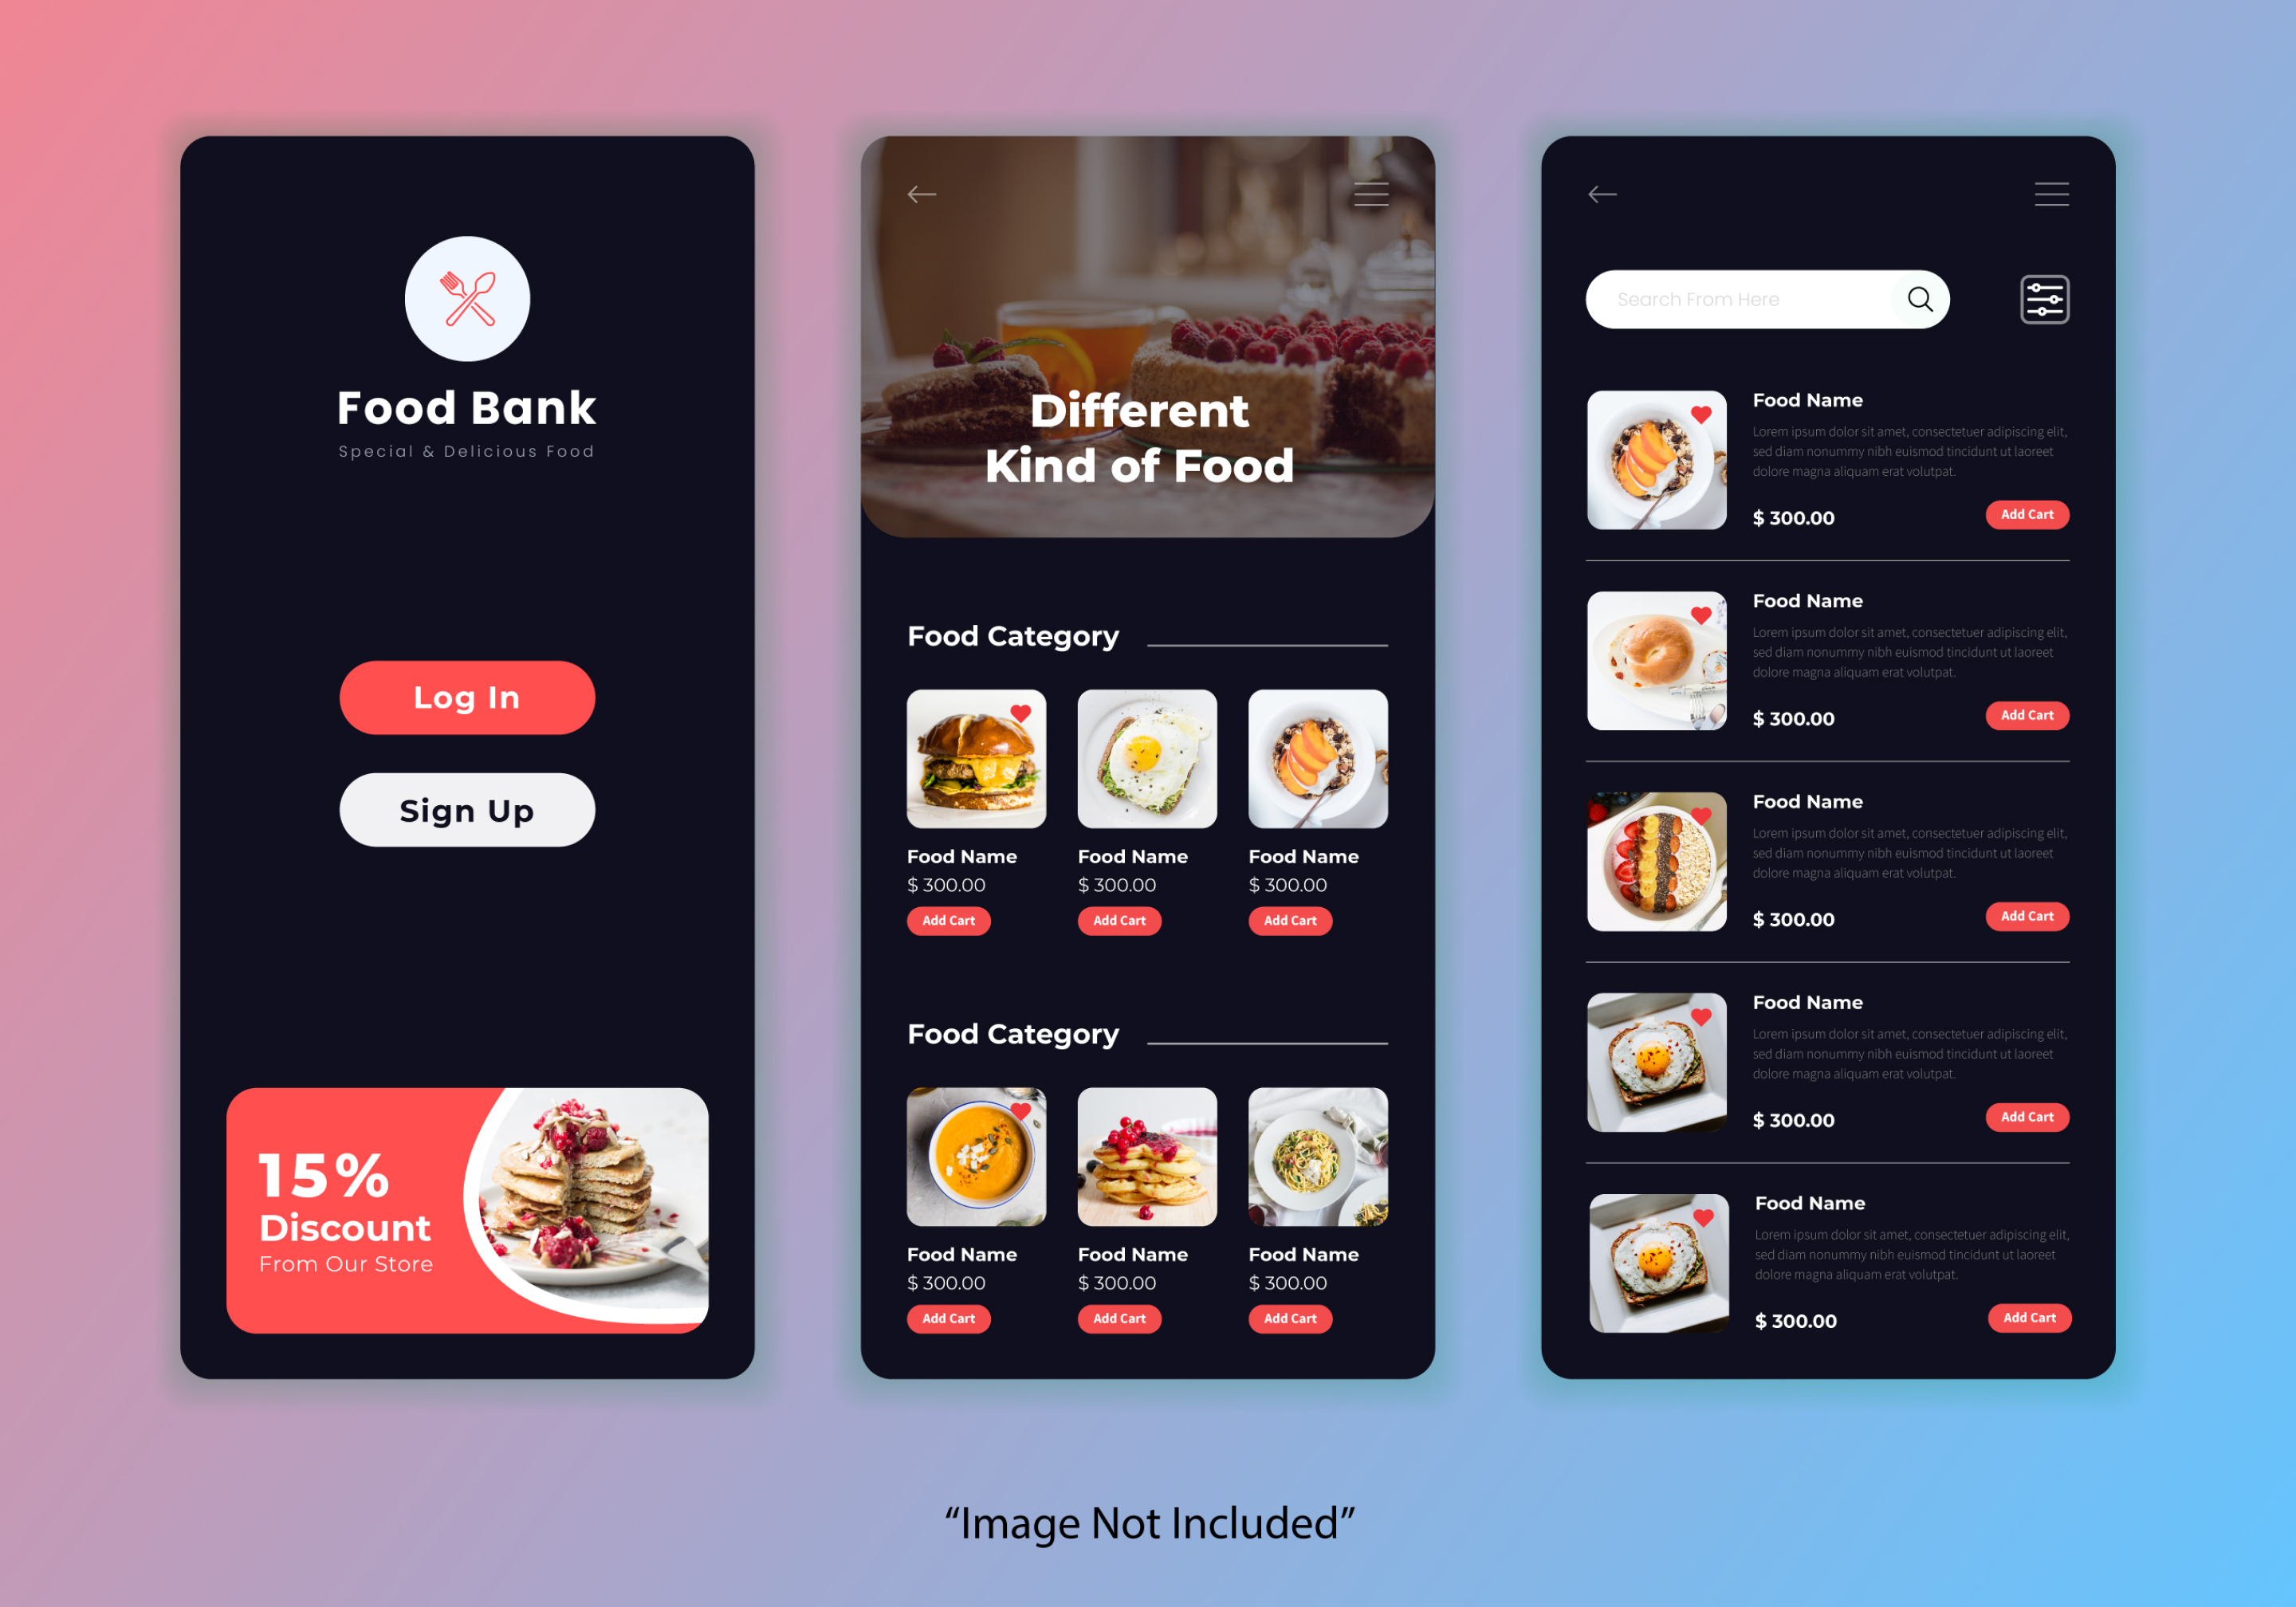 Food Bank
Special & Delicious Food
Log In
Sign Up
15%
Discount
From Our Store
Different
Kind of Food
Food Category
Food Name
$ 300.00
Add Cart
Food Name
$ 300.00
Add Cart
Food Name
$ 300.00
Add Cart
Food Category
Food Name
$ 300.00
Add Cart
Food Name
$ 300.00
Add Cart
Food Name
$ 300.00
Add Cart
Search From Here
Food Name
Lorem ipsum dolor sit amet, consectetuer adipiscing elit,
sed diam nonummy nibh euismod tincidunt ut laoreet
dolore magna aliquam erat volutpat.
$ 300.00
Add Cart
Food Name
Lorem ipsum dolor sit amet, consectetuer adipiscing elit,
sed diam nonummy nibh euismod tincidunt ut laoreet
dolore magna aliquam erat volutpat.
$ 300.00
Add Cart
Food Name
Lorem ipsum dolor sit amet, consectetuer adipiscing elit,
sed diam nonummy nibh euismod tincidunt ut laoreet
dolore magna aliquam erat volutpat.
$ 300.00
Add Cart
Food Name
Lorem ipsum dolor sit amet, consectetuer adipiscing elit,
sed diam nonummy nibh euismod tincidunt ut laoreet
dolore magna aliquam erat volutpat.
$ 300.00
Add Cart
Food Name
Lorem ipsum dolor sit amet, consectetuer adipiscing elit,
sed diam nonummy nibh euismod tincidunt ut laoreet
dolore magna aliquam erat volutpat.
$ 300.00
Add Cart
“Image Not Included”